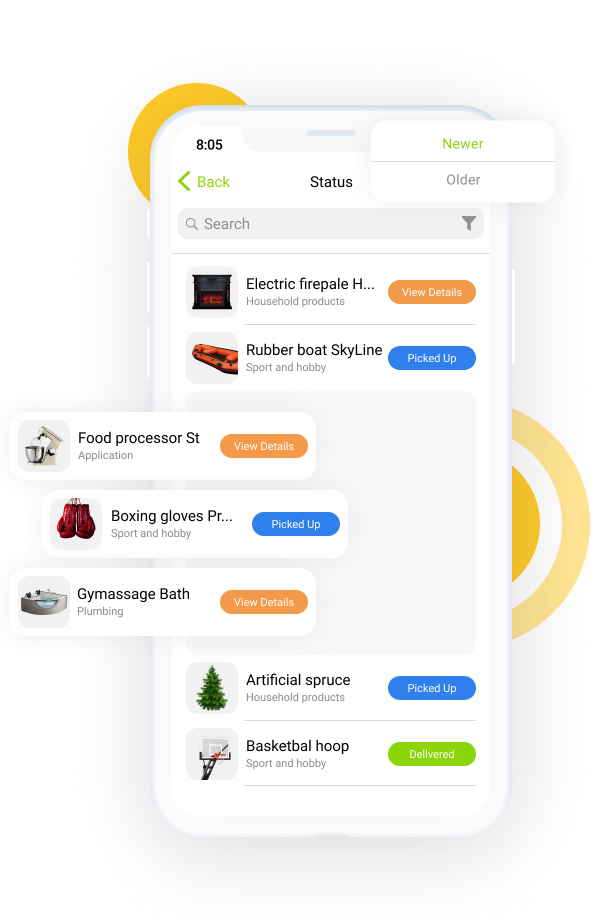 8:05
Newer
Older
Back
Status
Search
Electric firepale H...
Household products
View Details
Rubber boat SkyLine
Sport and hobby
Picked Up
Food processor St
Application
View Details
Boxing gloves Pr...
Sport and hobby
Picked Up
Gymassage Bath
Plumbing
View Details
Artificial spruce
Household products
Picked Up
Basketbal hoop
Sport and hobby
Dellvered